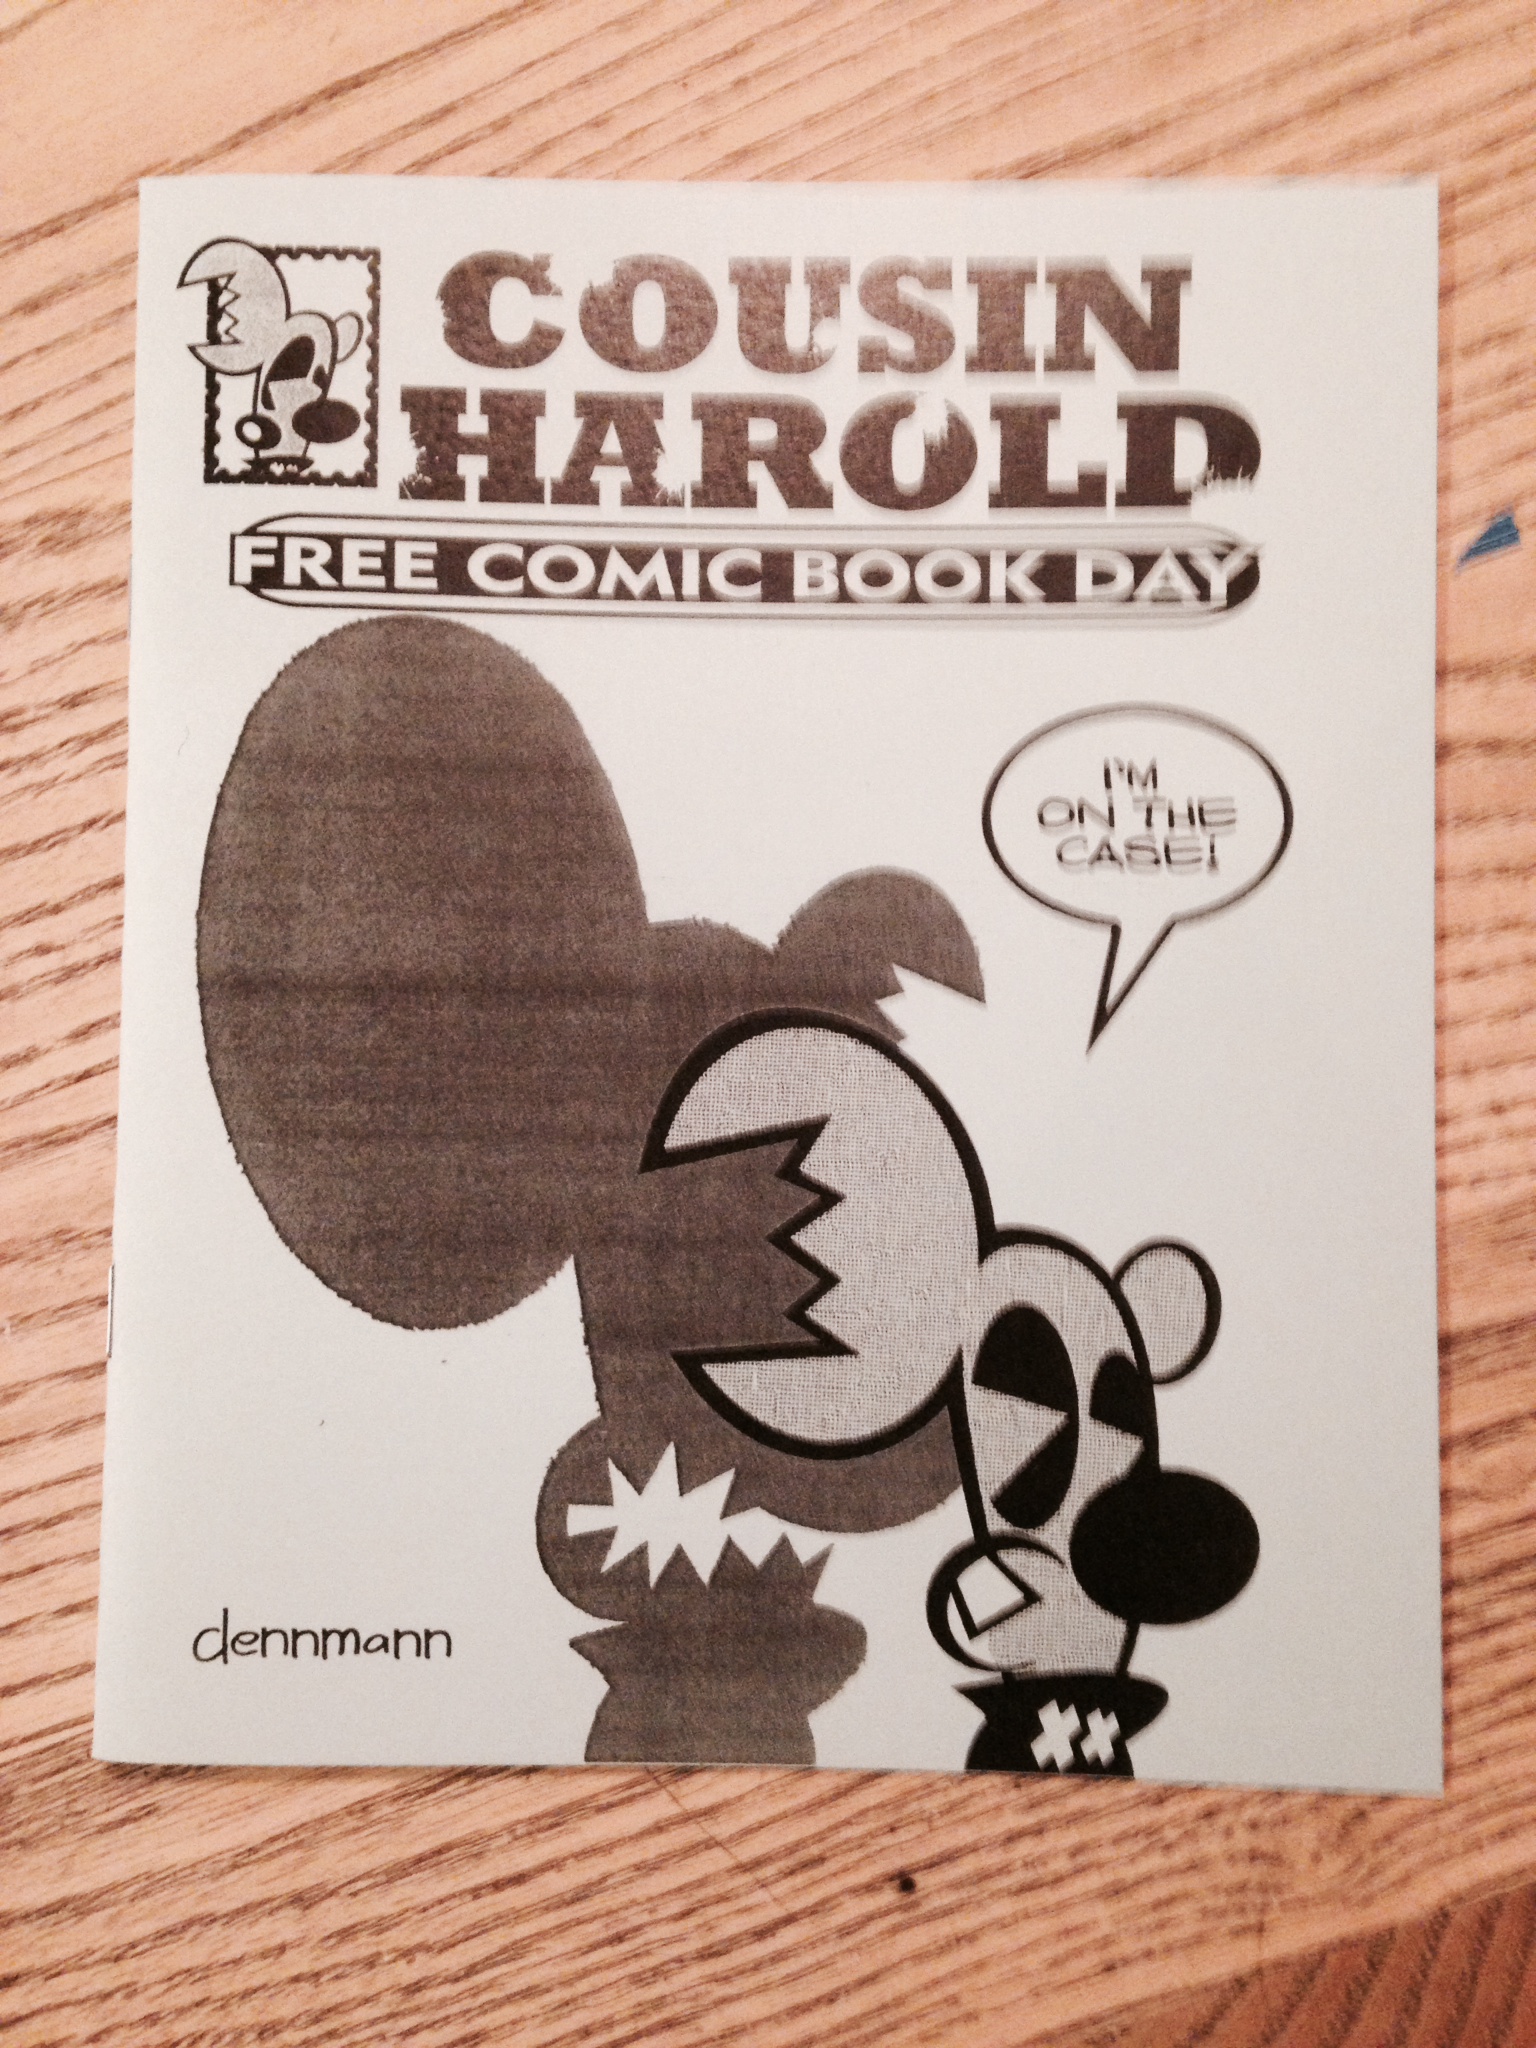 COUSIN
HAROLD
FREE COMIC BOOK DAY
I'M
ON THE
CASE!
dennmann